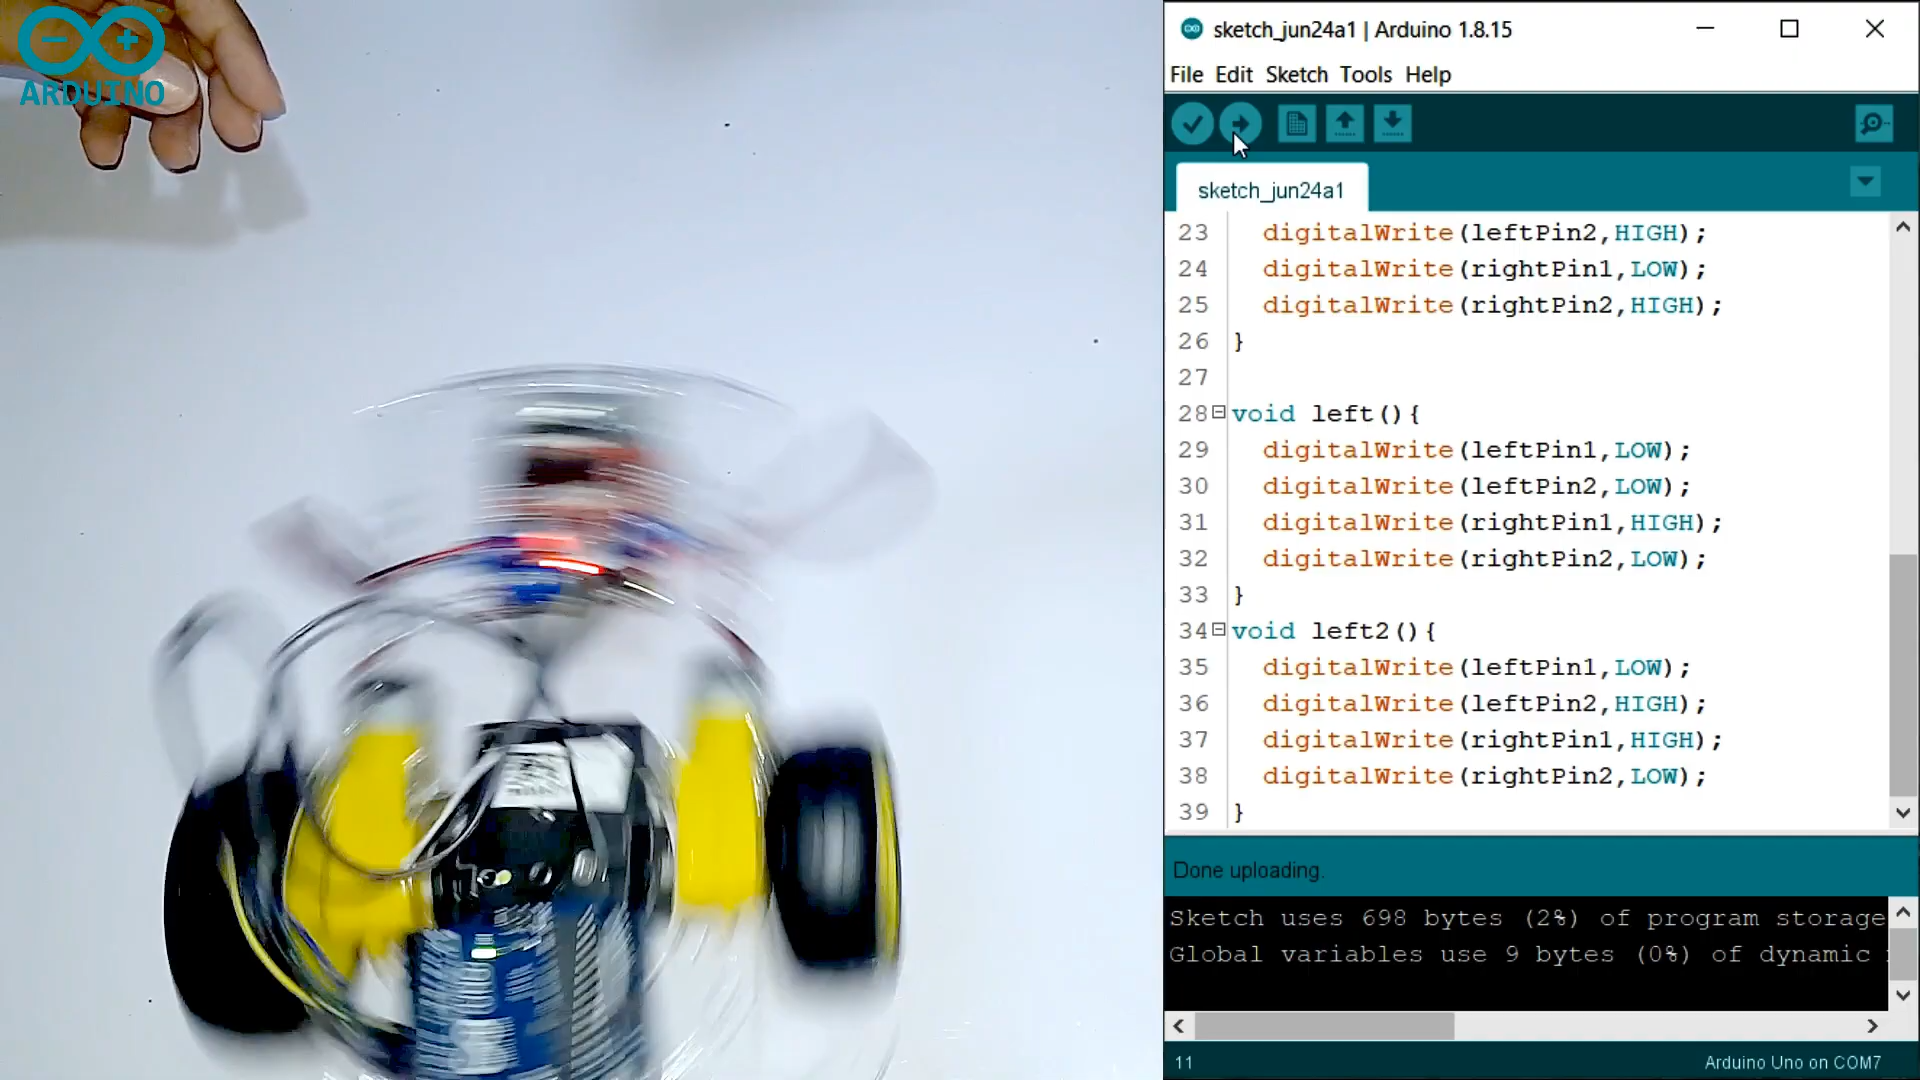 ARDUINO
sketch_jun24a1 | Arduino 1.8.15
File Edit Sketch Tools Help
sketch_jun24a1
23 digitalWrite(leftPin2,HIGH);
24 digitalWrite(rightPin1,LOW);
25 digitalWrite(rightPin2,HIGH);
26 }
27
28 void left(){
29 digitalWrite(leftPin1,LOW);
30 digitalWrite(leftPin2,LOW);
31 digitalWrite(rightPin1,HIGH);
32 digitalWrite(rightPin2,LOW);
33 }
34 void left2(){
35 digitalWrite(leftPin1,LOW);
36 digitalWrite(leftPin2,HIGH);
37 digitalWrite(rightPin1,HIGH);
38 digitalWrite(rightPin2,LOW);
39 }
Done uploading.
Sketch uses 698 bytes (2%) of program storage
Global variables use 9 bytes (0%) of dynamic
11
Arduino Uno on COM7